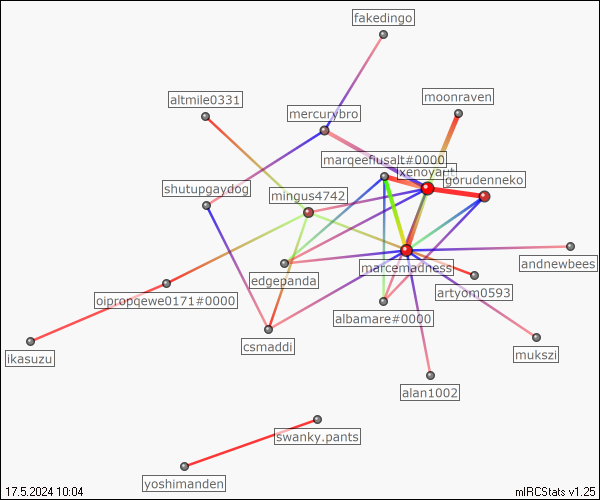 fakedingo
altmile0331
moonraven
mercurybro
marqeefiusalt#0000
xenoyart
gorudenneko
shutupgaydog
mingus4742
marcemadness
andnewbees
edgepanda
artyom0593
oipropqewe0171#0000
albamare#0000
csmaddi
ikasuzu
mukszi
alan1002
swanky.pants
yoshimanden
17.5.2024 10:04
mIRCStats v1.25